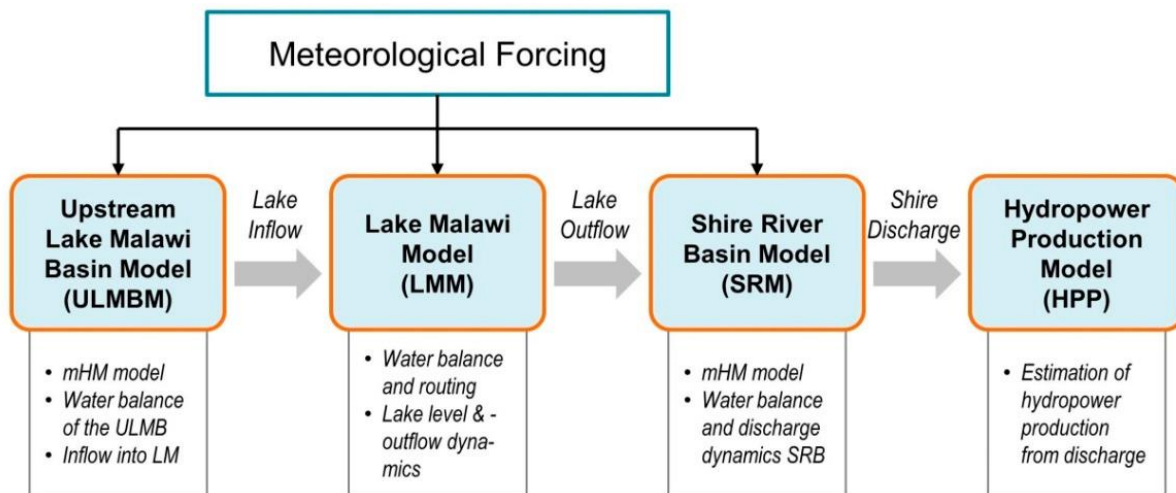 Meteorological Forcing
Upstream
Lake Malawi
Basin Model
(ULMBM)
Lake
Inflow
Lake Malawi
Model
(LMM)
Lake
Outflow
Shire River
Basin Model
(SRM)
Shire
Discharge
Hydropower
Production
Model
(HPP)
• mHM model
• Water balance
of the ULMB
• Inflow into LM
• Water balance
and routing
• Lake level & -
outflow dyna-
mics
• mHM model
• Water balance
and discharge
dynamics SRB
• Estimation of
hydropower
production
from discharge